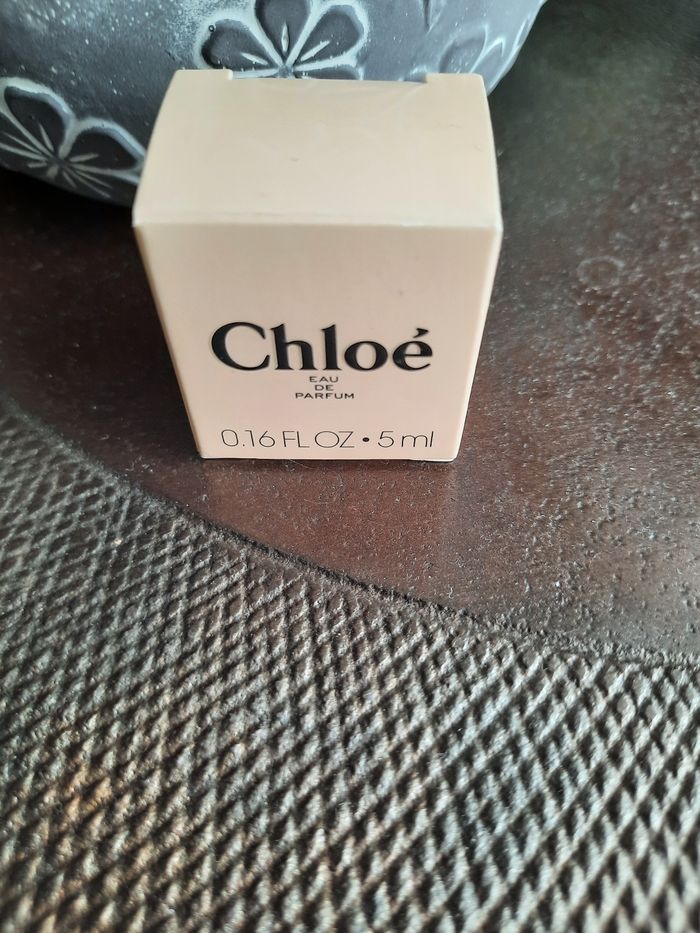 Chloé
EAU
DE
PARFUM
0.16 FL OZ • 5 ml